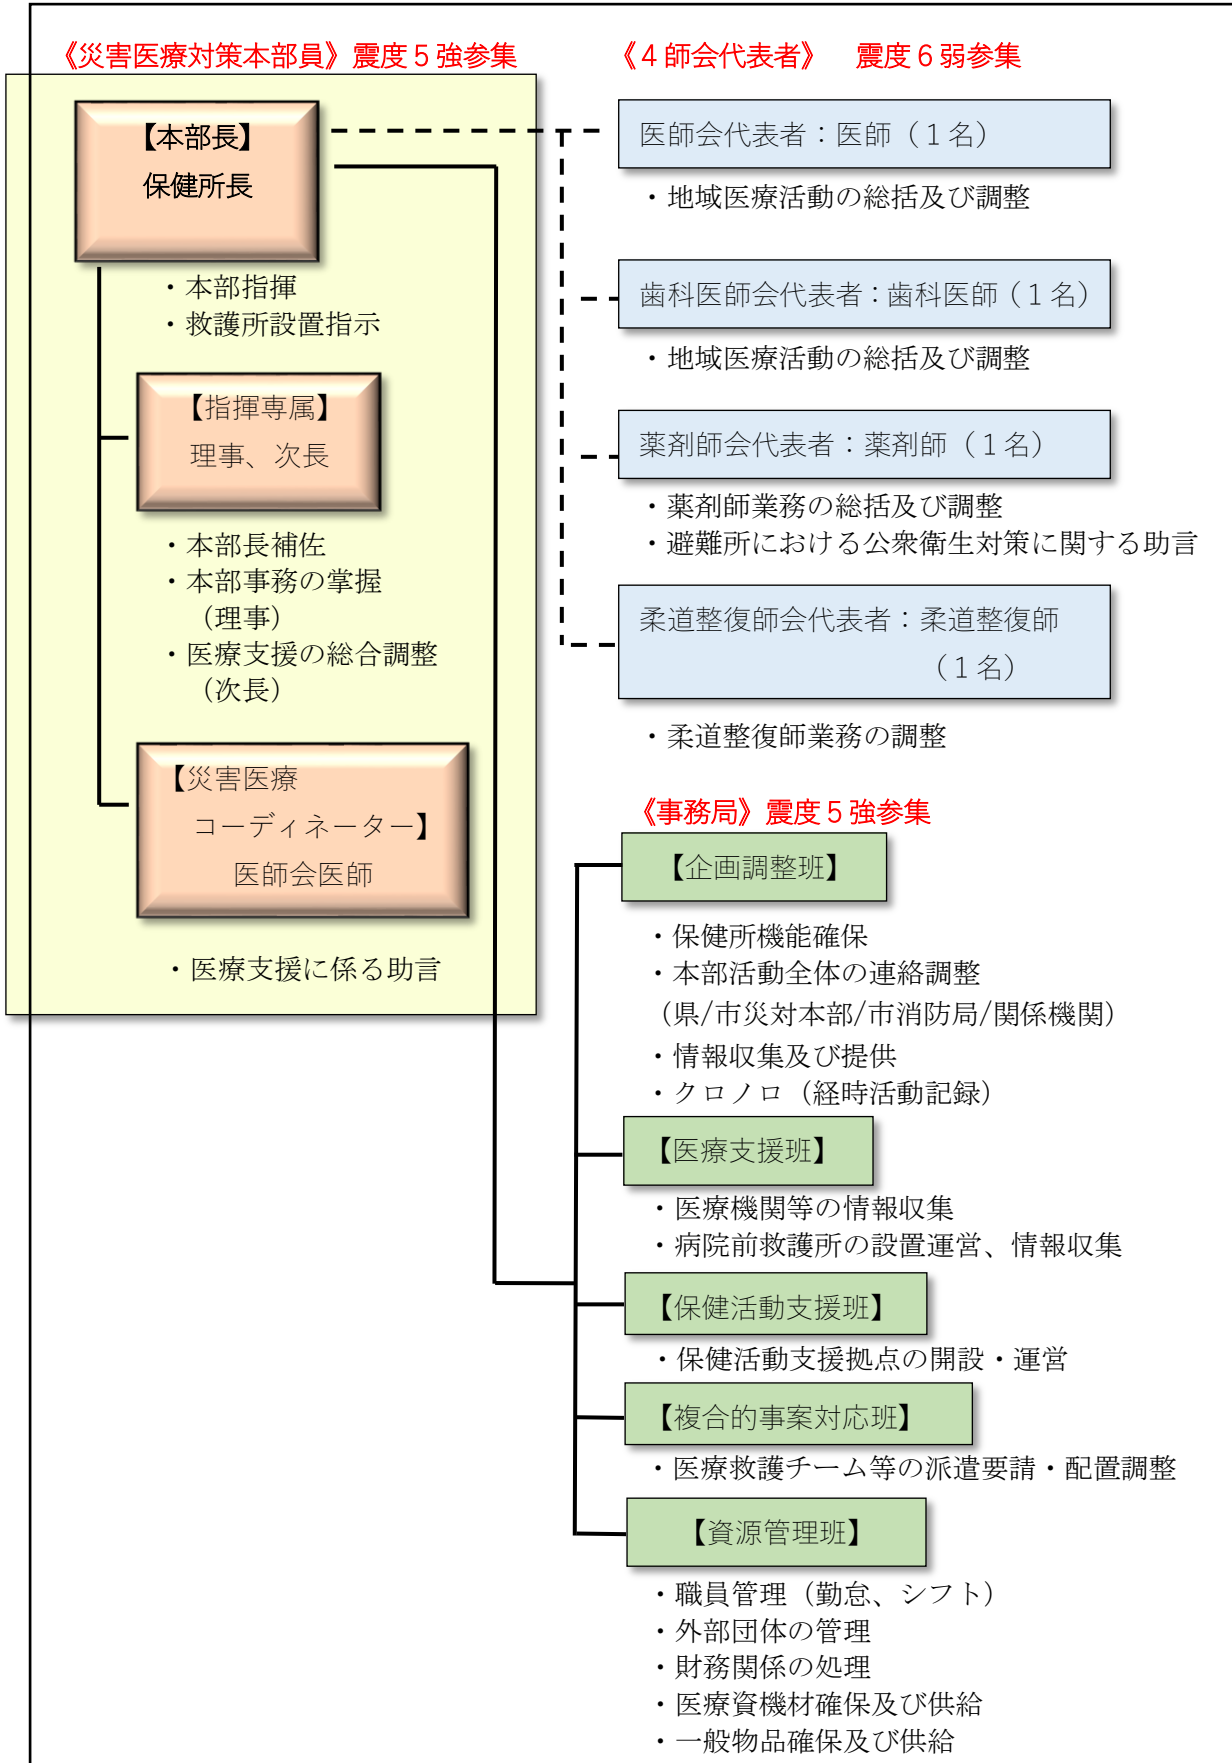 《災害医療対策本部員》震度５強参集
【本部長】
保健所長
・本部指揮
・救護所設置指示
【指揮専属】
理事、次長
・本部長補佐
・本部事務の掌握
（理事）
・医療支援の総合調整
（次長）
【災害医療
コーディネーター】
医師会医師
・医療支援に係る助言
《４師会代表者》　震度６弱参集
医師会代表者：医師（１名）
・地域医療活動の総括及び調整
歯科医師会代表者：歯科医師（１名）
・地域医療活動の総括及び調整
薬剤師会代表者：薬剤師（１名）
・薬剤師業務の総括及び調整
・避難所における公衆衛生対策に関する助言
柔道整復師会代表者：柔道整復師
（１名）
・柔道整復師業務の調整
《事務局》震度５強参集
【企画調整班】
・保健所機能確保
・本部活動全体の連絡調整
（県/市災対本部/市消防局/関係機関）
・情報収集及び提供
・クロノロ（経時活動記録）
【医療支援班】
・医療機関等の情報収集
・病院前救護所の設置運営、情報収集
【保健活動支援班】
・保健活動支援拠点の開設・運営
【複合的事案対応班】
・医療救護チーム等の派遣要請・配置調整
【資源管理班】
・職員管理（勤怠、シフト）
・外部団体の管理
・財務関係の処理
・医療資機材確保及び供給
・一般物品確保及び供給